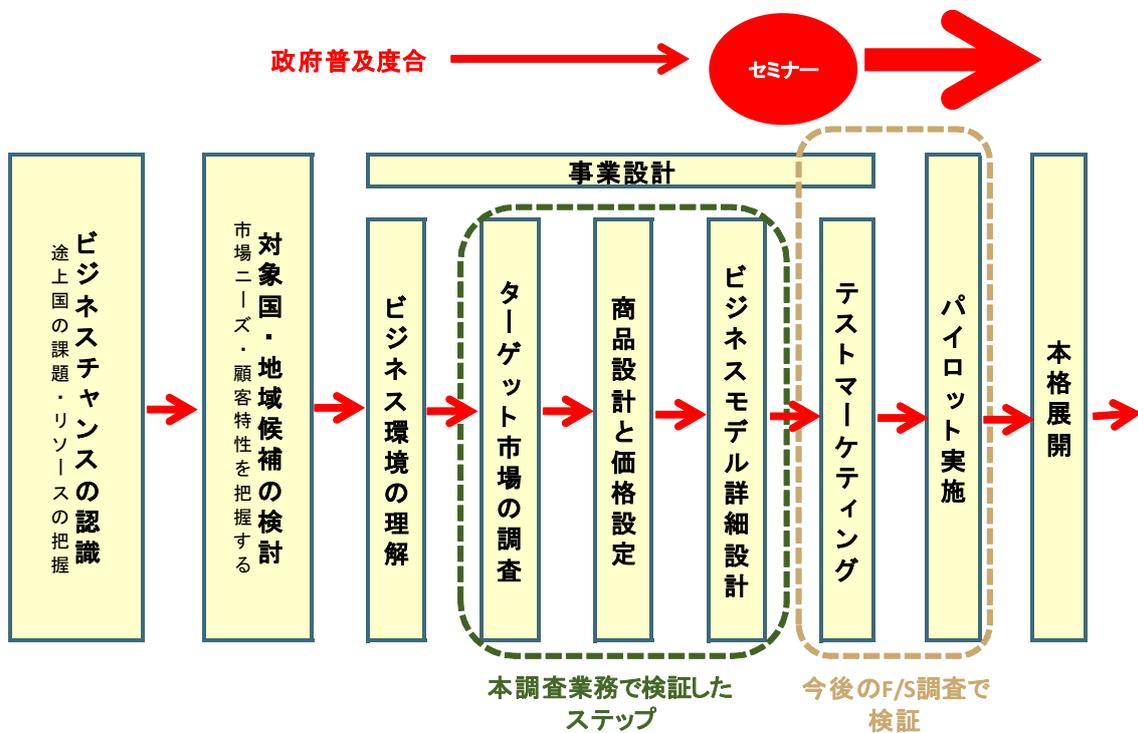 政府普及度合
セミナー
事業設計
ビジネスチャンスの認識
途上国の課題・リソースの把握
対象国・地域候補の検討
市場ニーズ・顧客特性を把握する
ビジネス環境の理解
ターゲット市場の調査
商品設計と価格設定
ビジネスモデル詳細設計
テストマーケティング
パイロット実施
本格展開
本調査業務で検証した
ステップ
今後のF/S調査で
検証